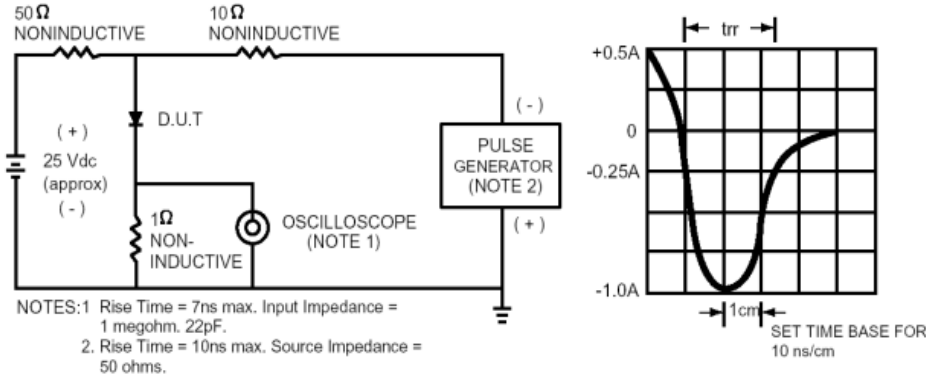 50Ω
NONINDUCTIVE
10Ω
NONINDUCTIVE
D.U.T
(+)
25 Vdc
(approx)
(-)
1Ω
NON-
INDUCTIVE
OSCILLOSCOPE
(NOTE 1)
(-)
PULSE
GENERATOR
(NOTE 2)
(+)
NOTES:1 Rise Time = 7ns max. Input Impedance =
1 megohm. 22pF.
2. Rise Time = 10ns max. Source Impedance =
50 ohms.
trr
+0.5A
0
-0.25A
-1.0A
1cm
SET TIME BASE FOR
10 ns/cm